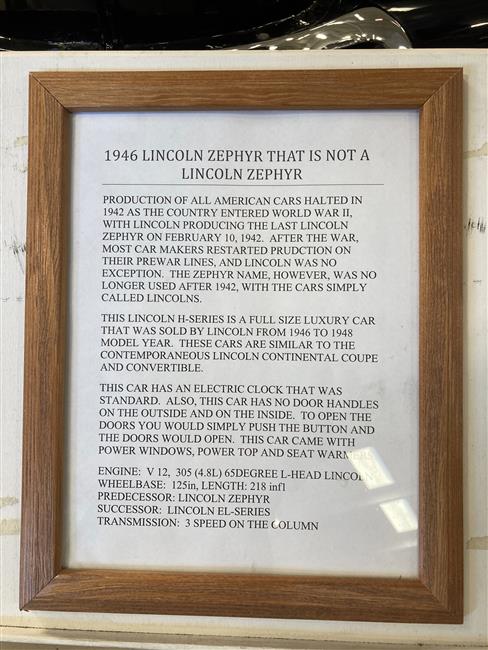 1946 LINCOLN ZEPHYR THAT IS NOT A
LINCOLN ZEPHYR
PRODUCTION OF ALL AMERICAN CARS HALTED IN
1942 AS THE COUNTRY ENTERED WORLD WAR II,
WITH LINCOLN PRODUCING THE LAST LINCOLN
ZEPHYR ON FEBRUARY 10, 1942. AFTER THE WAR,
MOST CAR MAKERS RESTARTED PRUDCTION ON
THEIR PREWAR LINES, AND LINCOLN WAS NO
EXCEPTION. THE ZEPHYR NAME, HOWEVER, WAS NO
LONGER USED AFTER 1942, WITH THE CARS SIMPLY
CALLED LINCOLNS.
THIS LINCOLN H-SERIES IS A FULL SIZE LUXURY CAR
THAT WAS SOLD BY LINCOLN FROM 1946 TO 1948
MODEL YEAR. THESE CARS ARE SIMILAR TO THE
CONTEMPORANEOUS LINCOLN CONTINENTAL COUPE
AND CONVERTIBLE.
THIS CAR HAS AN ELECTRIC CLOCK THAT WAS
STANDARD. ALSO, THIS CAR HAS NO DOOR HANDLES
ON THE OUTSIDE AND ON THE INSIDE. TO OPEN THE
DOORS YOU WOULD SIMPLY PUSH THE BUTTON AND
THE DOORS WOULD OPEN. THIS CAR CAME WITH
POWER WINDOWS, POWER TOP AND SEAT WARMERS
ENGINE: V 12, 305 (4.8L) 65DEGREE L-HEAD LINCOLN
WHEELBASE: 125in, LENGTH: 218 inf1
PREDECESSOR: LINCOLN ZEPHYR
SUCCESSOR: LINCOLN EL-SERIES
TRANSMISSION: 3 SPEED ON THE COLUMN